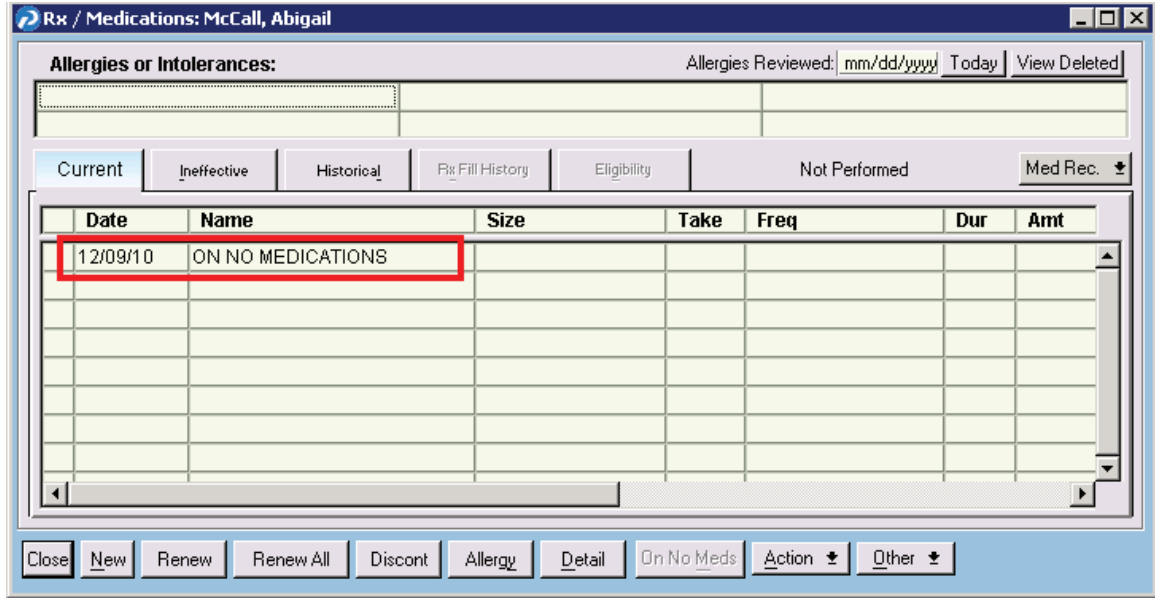 Rx / Medications: McCall, Abigail
Allergies or Intolerances: Allergies Reviewed: mm/dd/yyyy Today View Deleted
Current Ineffective Historical Rx Fill History Eligibility Not Performed Med Rec.
Date Name Size Take Freq Dur Amt
12/09/10 ON NO MEDICATIONS
Close New Renew Renew All Discont Allergy Detail On No Meds Action Other